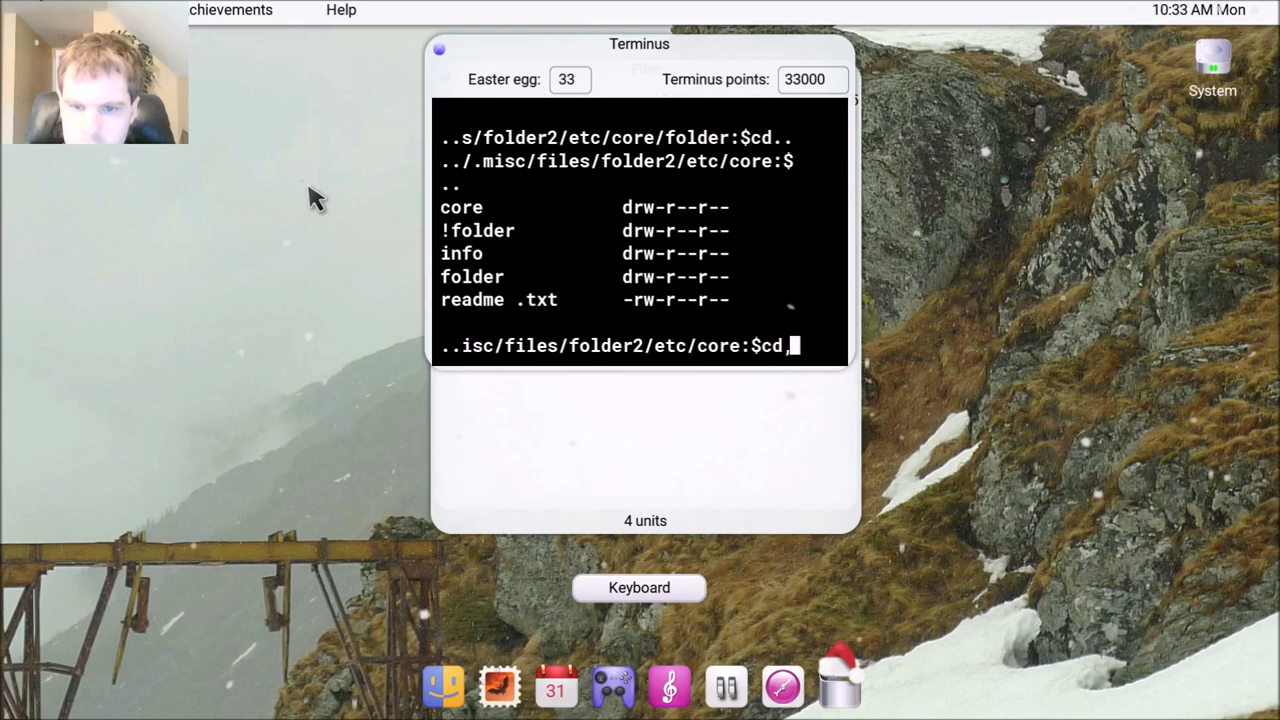 chievements Help 10:33 AM Mon
Terminus
Easter egg: 33 Terminus points: 33000
System
..s/folder2/etc/core/folder:$cd..
../.misc/files/folder2/etc/core:$
..
core drw-r--r--
!folder drw-r--r--
info drw-r--r--
folder drw-r--r--
readme .txt -rw-r--r--
..isc/files/folder2/etc/core:$cd,
4 units
Keyboard
31